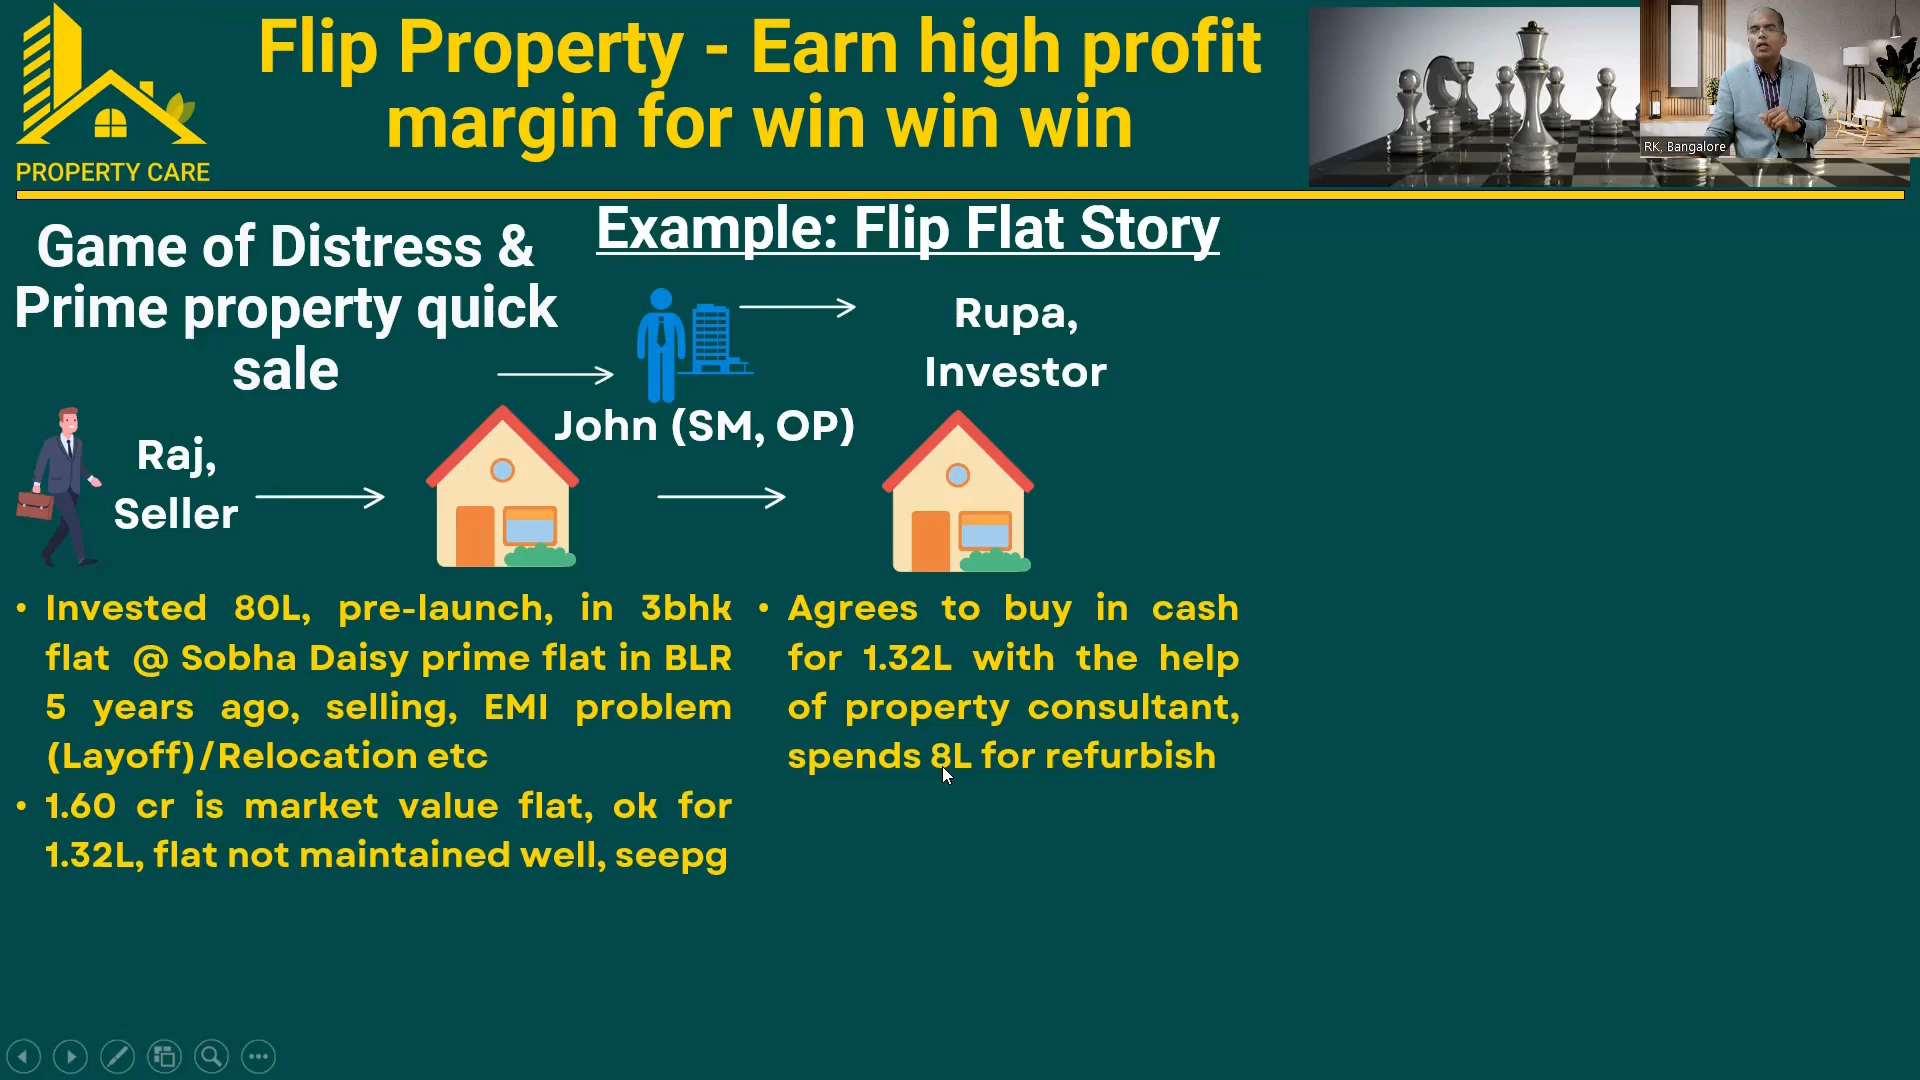 Flip Property - Earn high profit
margin for win win win
PROPERTY CARE
RK, Bangalore
Game of Distress &
Prime property quick
sale
Example: Flip Flat Story
Rupa,
Investor
John (SM, OP)
Raj,
Seller
• Invested 80L, pre-launch, in 3bhk
flat @ Sobha Daisy prime flat in BLR
5 years ago, selling, EMI problem
(Layoff)/Relocation etc
• 1.60 cr is market value flat, ok for
1.32L, flat not maintained well, seepg
• Agrees to buy in cash
for 1.32L with the help
of property consultant,
spends 8L for refurbish